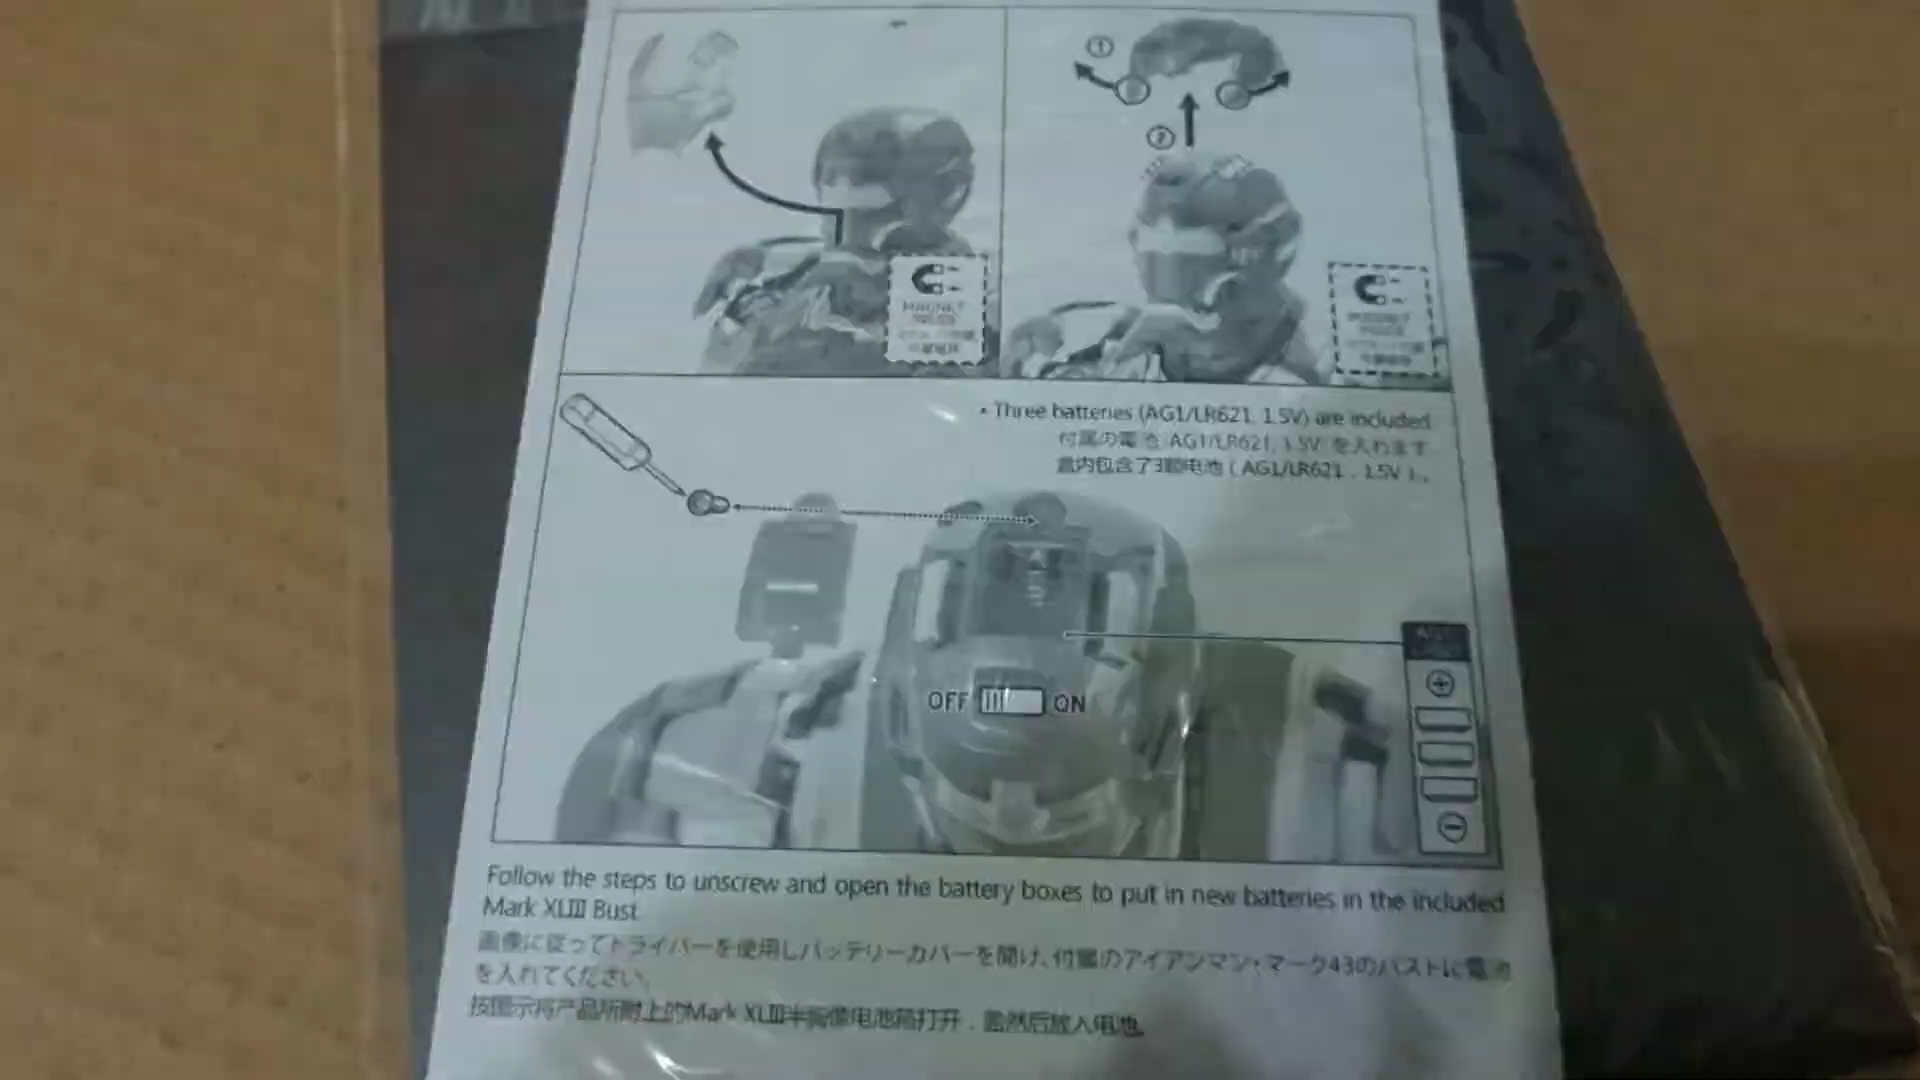 ①
②
MAGNET
• Three batteries (AG1/LR621, 1.5V) are included
付属の電池 AG1/LR621, 1.5V を入れます
盒内包含了3颗电池 ( AG1/LR621 . 1.5V ) 。
OFF ON
Follow the steps to unscrew and open the battery boxes to put in new batteries in the included
Mark XLIII Bust
画像に従ってドライバーを使用しバッテリーカバーを開け、付属のアイアンマン・マーク43のバストに電池
を入れてください。
按图示将产品所附上的Mark XLIII半胸像电池箱打开 , 然后放入电池。